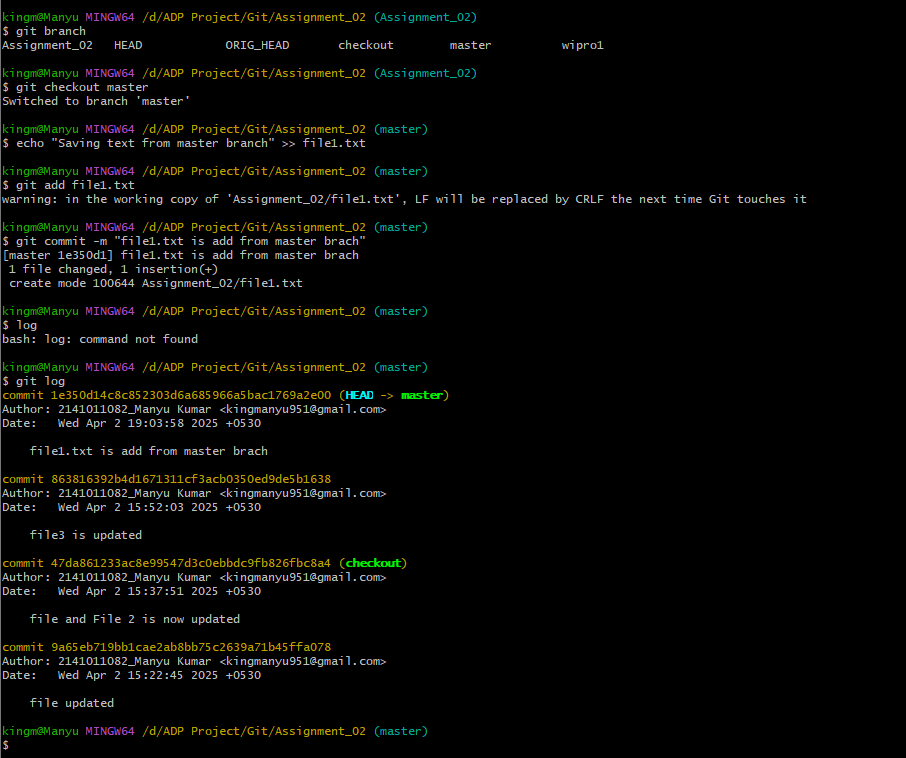 kingm@Manyu MINGW64 /d/ADP Project/Git/Assignment_02 (Assignment_02)
$ git branch
Assignment_02   HEAD            ORIG_HEAD       checkout        master          wipro1
kingm@Manyu MINGW64 /d/ADP Project/Git/Assignment_02 (Assignment_02)
$ git checkout master
Switched to branch 'master'
kingm@Manyu MINGW64 /d/ADP Project/Git/Assignment_02 (master)
$ echo "Saving text from master branch" >> file1.txt
kingm@Manyu MINGW64 /d/ADP Project/Git/Assignment_02 (master)
$ git add file1.txt
warning: in the working copy of 'Assignment_02/file1.txt', LF will be replaced by CRLF the next time Git touches it
kingm@Manyu MINGW64 /d/ADP Project/Git/Assignment_02 (master)
$ git commit -m "file1.txt is add from master brach"
[master 1e350d1] file1.txt is add from master brach
 1 file changed, 1 insertion(+)
 create mode 100644 Assignment_02/file1.txt
kingm@Manyu MINGW64 /d/ADP Project/Git/Assignment_02 (master)
$ log
bash: log: command not found
kingm@Manyu MINGW64 /d/ADP Project/Git/Assignment_02 (master)
$ git log
commit 1e350d14c8c852303d6a685966a5bac1769a2e00 (HEAD -> master)
Author: 2141011082_Manyu Kumar <kingmanyu951@gmail.com>
Date:   Wed Apr 2 19:03:58 2025 +0530
    file1.txt is add from master brach
commit 863816392b4d1671311cf3acb0350ed9de5b1638
Author: 2141011082_Manyu Kumar <kingmanyu951@gmail.com>
Date:   Wed Apr 2 15:52:03 2025 +0530
    file3 is updated
commit 47da861233ac8e99547d3c0ebbdc9fb826fbc8a4 (checkout)
Author: 2141011082_Manyu Kumar <kingmanyu951@gmail.com>
Date:   Wed Apr 2 15:37:51 2025 +0530
    file and File 2 is now updated
commit 9a65eb719bb1cae2ab8bb75c2639a71b45ffa078
Author: 2141011082_Manyu Kumar <kingmanyu951@gmail.com>
Date:   Wed Apr 2 15:22:45 2025 +0530
    file updated
kingm@Manyu MINGW64 /d/ADP Project/Git/Assignment_02 (master)
$